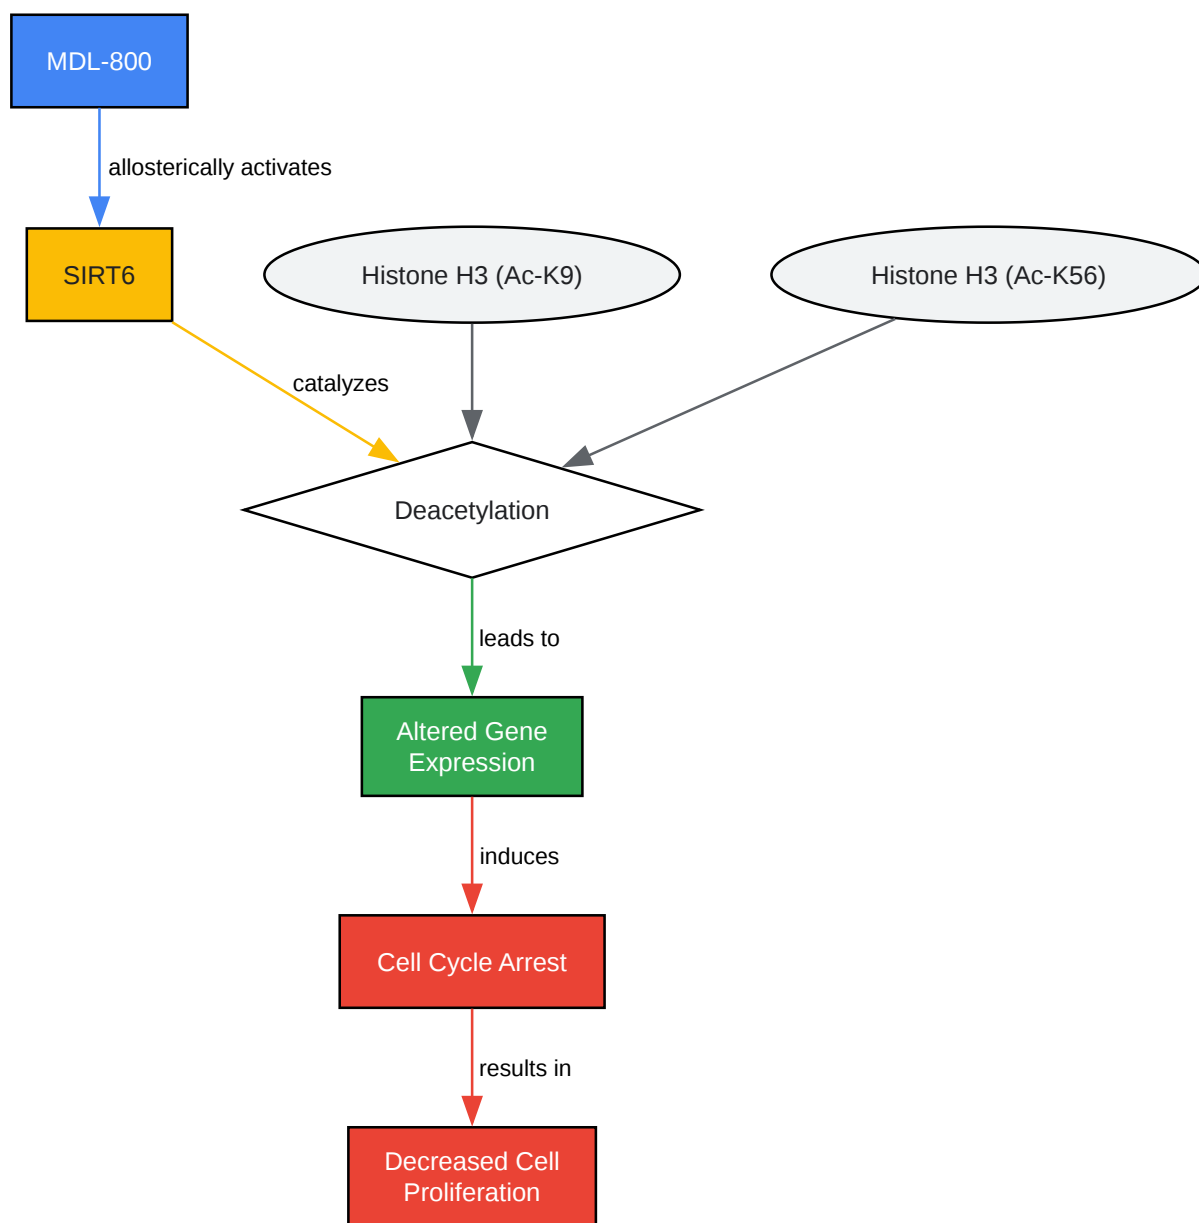 MDL-800
allosterically activates
SIRT6
Histone H3 (Ac-K9)
Histone H3 (Ac-K56)
catalyzes
Deacetylation
leads to
Altered Gene
Expression
induces
Cell Cycle Arrest
results in
Decreased Cell
Proliferation